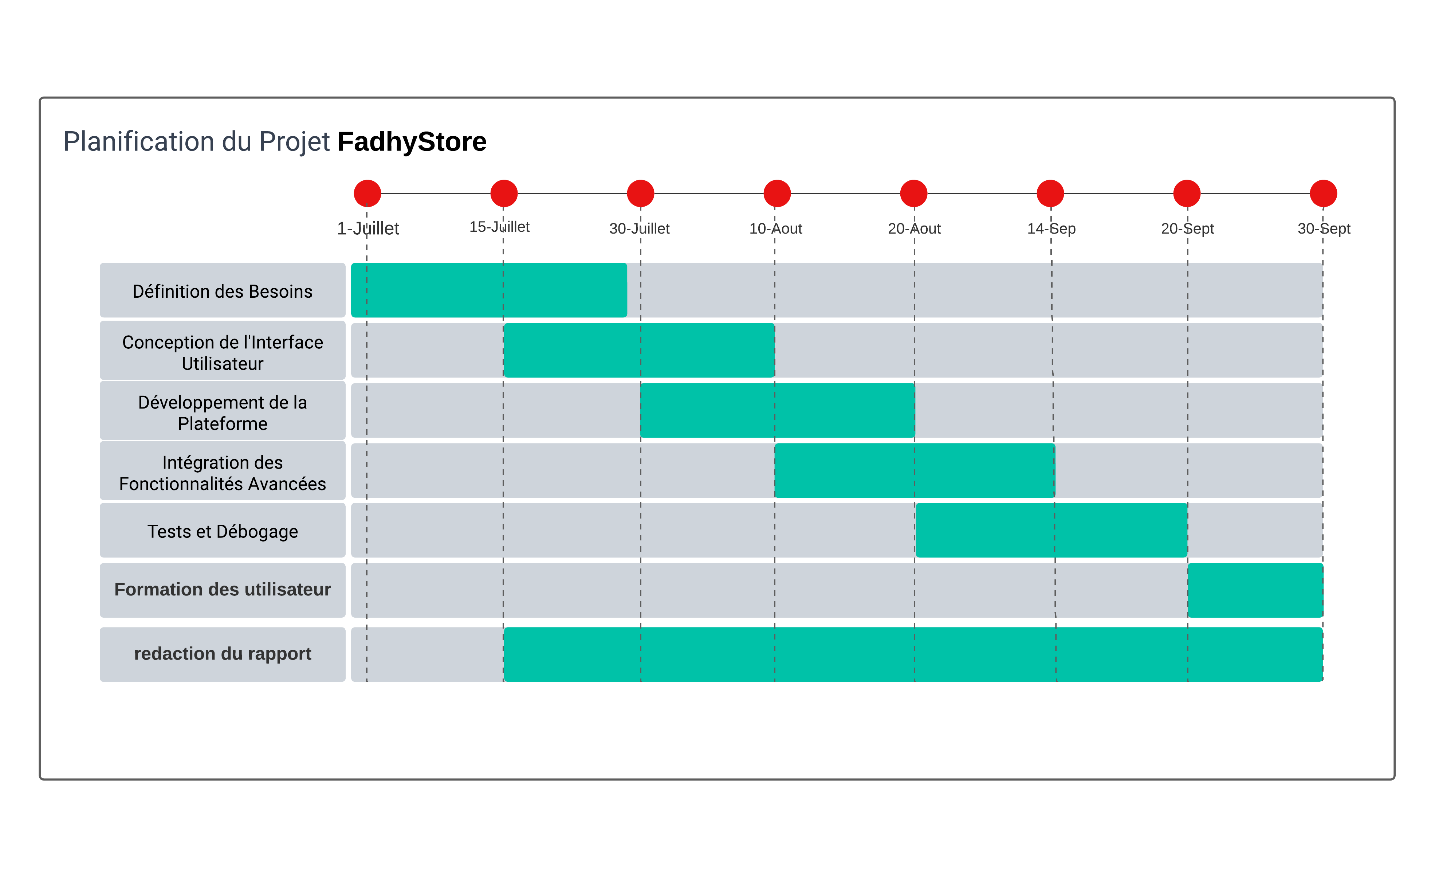 Planification du Projet FadhyStore
1-Juillet 15-Juillet 30-Juillet 10-Aout 20-Aout 14-Sep 20-Sept 30-Sept
Définition des Besoins
Conception de l'Interface
Utilisateur
Développement de la
Plateforme
Intégration des
Fonctionnalités Avancées
Tests et Débogage
Formation des utilisateur
redaction du rapport